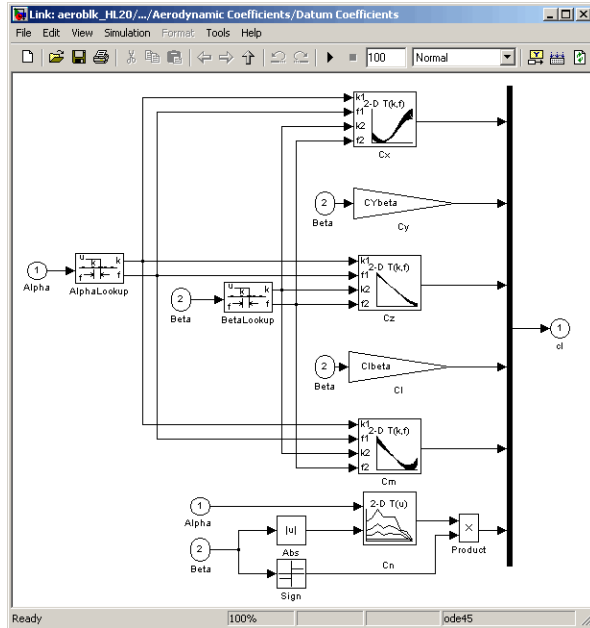 Link: aeroblk_HL20/.../Aerodynamic Coefficients/Datum Coefficients
File Edit View Simulation Format Tools Help
100 Normal
k1
f1
k2
f2
2-D T(k,f)
Cx
2
Beta
CYbeta
Cy
1
Alpha
u
k
f
k
f
AlphaLookup
2
Beta
u
k
f
k
f
BetaLookup
k1
f1
k2
f2
2-D T(k,f)
Cz
2
Beta
Clbeta
Cl
1
cl
k1
f1
k2
f2
2-D T(k,f)
Cm
1
Alpha
2
Beta
|u|
Abs
Sign
2-D T(u)
Cn
×
Product
Ready 100% ode45